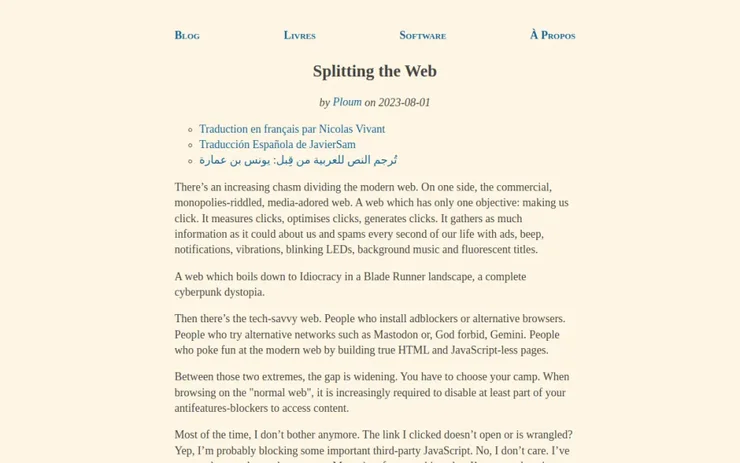 Blog Livres Software À Propos
Splitting the Web
by Ploum on 2023-08-01
Traduction en français par Nicolas Vivant
Traducción Española de JavierSam
تُرجم النص للعربية من قِبل: يونس بن عمارة
There’s an increasing chasm dividing the modern web. On one side, the commercial,
monopolies-riddled, media-adored web. A web which has only one objective: making us
click. It measures clicks, optimises clicks, generates clicks. It gathers as much
information as it could about us and spams every second of our life with ads, beep,
notifications, vibrations, blinking LEDs, background music and fluorescent titles.
A web which boils down to Idiocracy in a Blade Runner landscape, a complete
cyberpunk dystopia.
Then there’s the tech-savvy web. People who install adblockers or alternative browsers.
People who try alternative networks such as Mastodon or, God forbid, Gemini. People
who poke fun at the modern web by building true HTML and JavaScript-less pages.
Between those two extremes, the gap is widening. You have to choose your camp. When
browsing on the "normal web", it is increasingly required to disable at least part of your
antifeatures-blockers to access content.
Most of the time, I don’t bother anymore. The link I clicked doesn’t open or is wrangled?
Yep, I’m probably blocking some important third-party JavaScript. No, I don’t care. I’ve